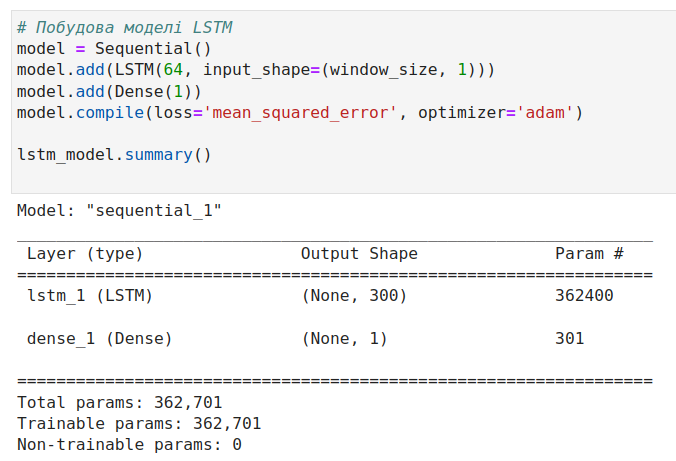 # Побудова моделі LSTM
model = Sequential()
model.add(LSTM(64, input_shape=(window_size, 1)))
model.add(Dense(1))
model.compile(loss='mean_squared_error', optimizer='adam')
lstm_model.summary()
Model: "sequential_1"
Layer (type) Output Shape Param #
=================================================================
lstm_1 (LSTM) (None, 300) 362400
dense_1 (Dense) (None, 1) 301
=================================================================
Total params: 362,701
Trainable params: 362,701
Non-trainable params: 0